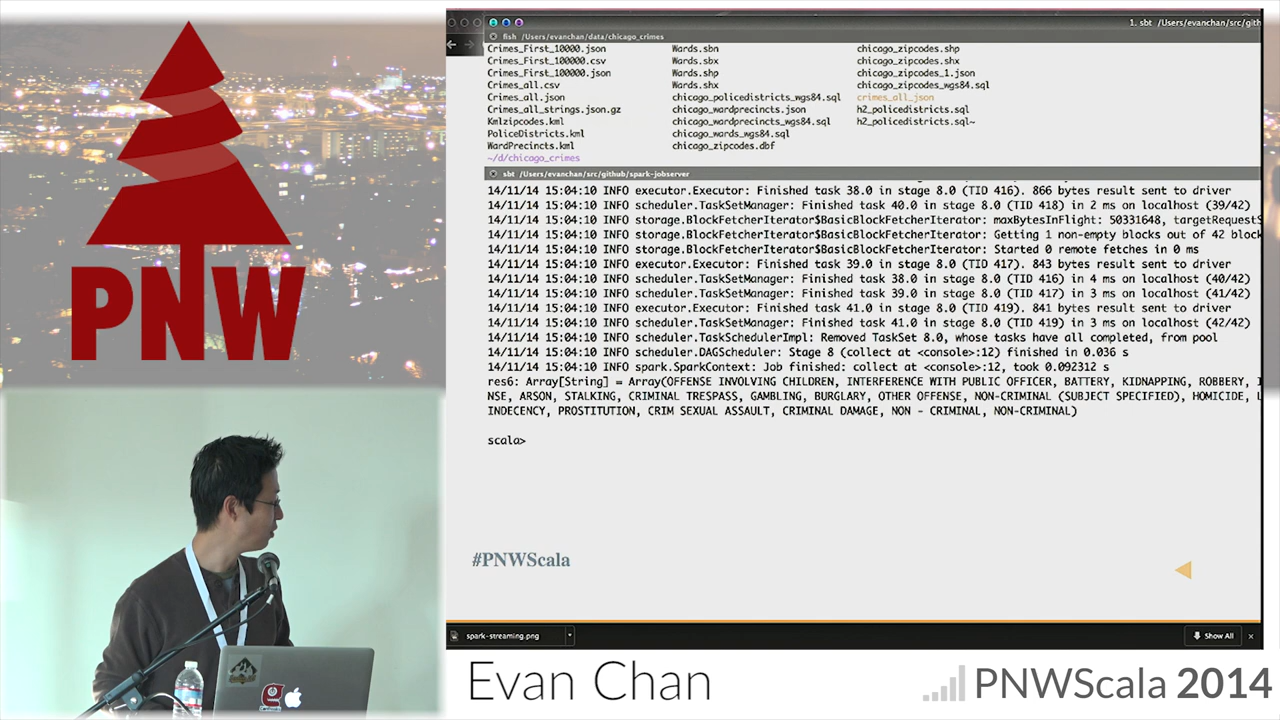 PNW
1. sbt /Users/evanchan/src/gith
fish /Users/evanchan/data/chicago_crimes
Crimes_First_10000.json Wards.sbn chicago_zipcodes.shp
Crimes_First_100000.csv Wards.sbx chicago_zipcodes.shx
Crimes_First_100000.json Wards.shp chicago_zipcodes_1.json
Crimes_all.csv Wards.shx chicago_zipcodes_wgs84.sql
Crimes_all.json chicago_policedistricts_wgs84.sql crimes_all_json
Crimes_all_strings.json.gz chicago_wardprecincts.json h2_policedistricts.sql
Kmlzipcodes.kml chicago_wardprecincts_wgs84.sql h2_policedistricts.sql~
PoliceDistricts.kml chicago_wards_wgs84.sql
WardPrecincts.kml chicago_zipcodes.dbf
~/d/chicago_crimes
sbt /Users/evanchan/src/github/spark-jobserver
14/11/14 15:04:10 INFO executor.Executor: Finished task 38.0 in stage 8.0 (TID 416). 866 bytes result sent to driver
14/11/14 15:04:10 INFO scheduler.TaskSetManager: Finished task 40.0 in stage 8.0 (TID 418) in 2 ms on localhost (39/42)
14/11/14 15:04:10 INFO storage.BlockFetcherIterator$BasicBlockFetcherIterator: maxBytesInFlight: 50331648, targetRequestS
14/11/14 15:04:10 INFO storage.BlockFetcherIterator$BasicBlockFetcherIterator: Getting 1 non-empty blocks out of 42 block
14/11/14 15:04:10 INFO storage.BlockFetcherIterator$BasicBlockFetcherIterator: Started 0 remote fetches in 0 ms
14/11/14 15:04:10 INFO executor.Executor: Finished task 39.0 in stage 8.0 (TID 417). 843 bytes result sent to driver
14/11/14 15:04:10 INFO scheduler.TaskSetManager: Finished task 38.0 in stage 8.0 (TID 416) in 4 ms on localhost (40/42)
14/11/14 15:04:10 INFO scheduler.TaskSetManager: Finished task 39.0 in stage 8.0 (TID 417) in 3 ms on localhost (41/42)
14/11/14 15:04:10 INFO executor.Executor: Finished task 41.0 in stage 8.0 (TID 419). 841 bytes result sent to driver
14/11/14 15:04:10 INFO scheduler.TaskSetManager: Finished task 41.0 in stage 8.0 (TID 419) in 3 ms on localhost (42/42)
14/11/14 15:04:10 INFO scheduler.TaskSchedulerImpl: Removed TaskSet 8.0, whose tasks have all completed, from pool
14/11/14 15:04:10 INFO scheduler.DAGScheduler: Stage 8 (collect at <console>:12) finished in 0.036 s
14/11/14 15:04:10 INFO spark.SparkContext: Job finished: collect at <console>:12, took 0.092312 s
res6: Array[String] = Array(OFFENSE INVOLVING CHILDREN, INTERFERENCE WITH PUBLIC OFFICER, BATTERY, KIDNAPPING, ROBBERY, I
NSE, ARSON, STALKING, CRIMINAL TRESPASS, GAMBLING, BURGLARY, OTHER OFFENSE, NON-CRIMINAL (SUBJECT SPECIFIED), HOMICIDE, L
INDECENCY, PROSTITUTION, CRIM SEXUAL ASSAULT, CRIMINAL DAMAGE, NON - CRIMINAL, NON-CRIMINAL)
scala>
#PNWScala
spark-streaming.png
Show All
Evan Chan
PNWScala 2014